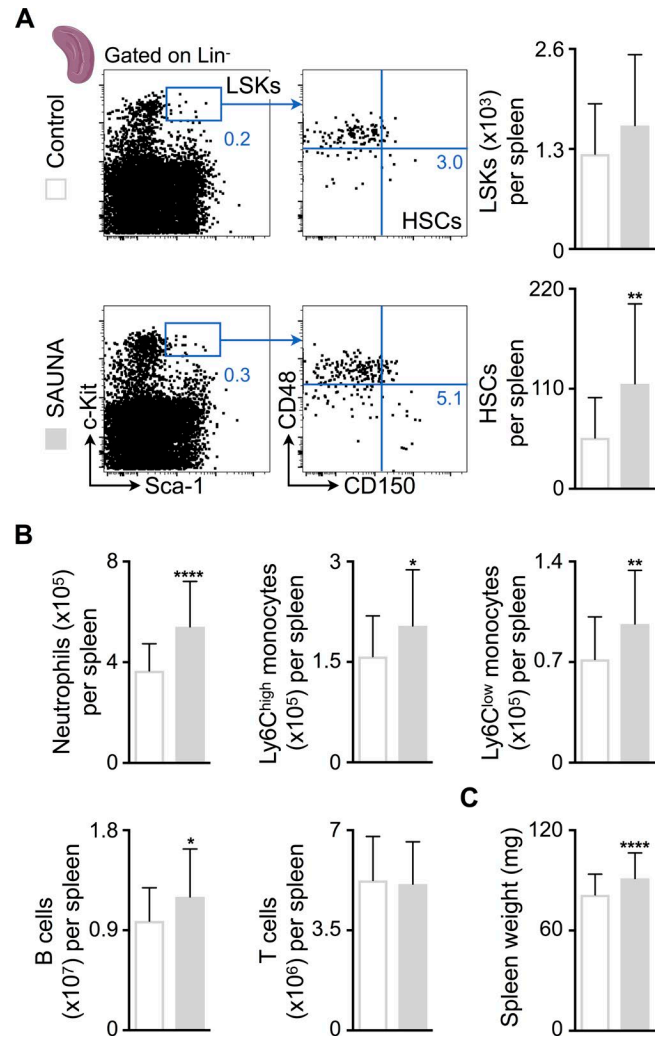 A
Gated on Lin⁻
Control
LSKs
0.2
3.0
HSCs
LSKs (x10³)
per spleen
2.6
1.3
0
SAUNA
c-Kit
Sca-1
0.3
CD48
CD150
5.1
HSCs
per spleen
220
110
0
**
B
Neutrophils (x10⁵)
per spleen
8
4
0
****
Ly6Cʰⁱᵍʰ monocytes
(x10⁵) per spleen
3
1.5
0
*
Ly6Cˡᵒʷ monocytes
(x10⁵) per spleen
1.4
0.7
0
**
B cells
(x10⁷) per spleen
1.8
0.9
0
*
T cells
(x10⁶) per spleen
7
3.5
0
C
Spleen weight (mg)
120
60
0
****